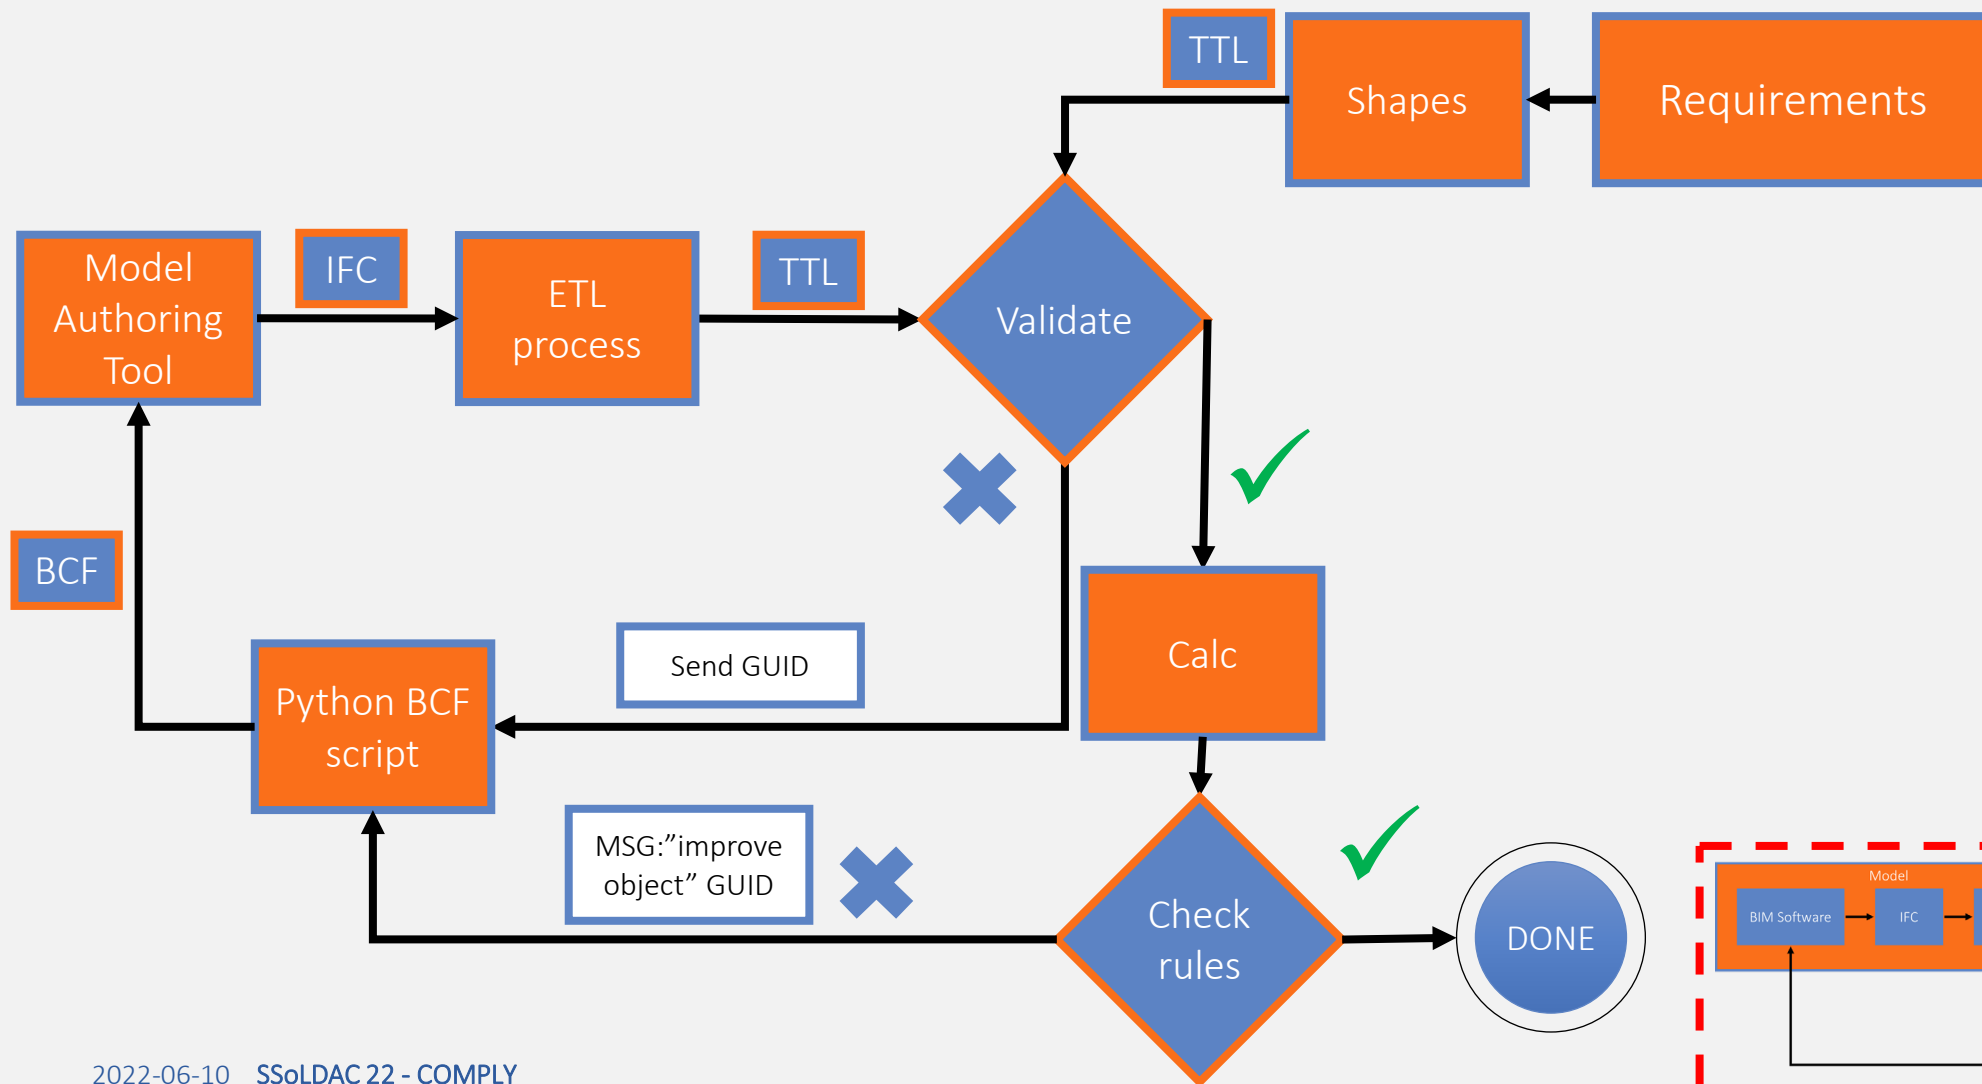 TTL
Shapes
Requirements
Model
Authoring
Tool
IFC
ETL
process
TTL
Validate
BCF
Send GUID
Calc
Python BCF
script
MSG:”improve
object” GUID
Check
rules
DONE
Model
BIM Software
IFC
2022-06-10 SSoLDAC 22 - COMPLY